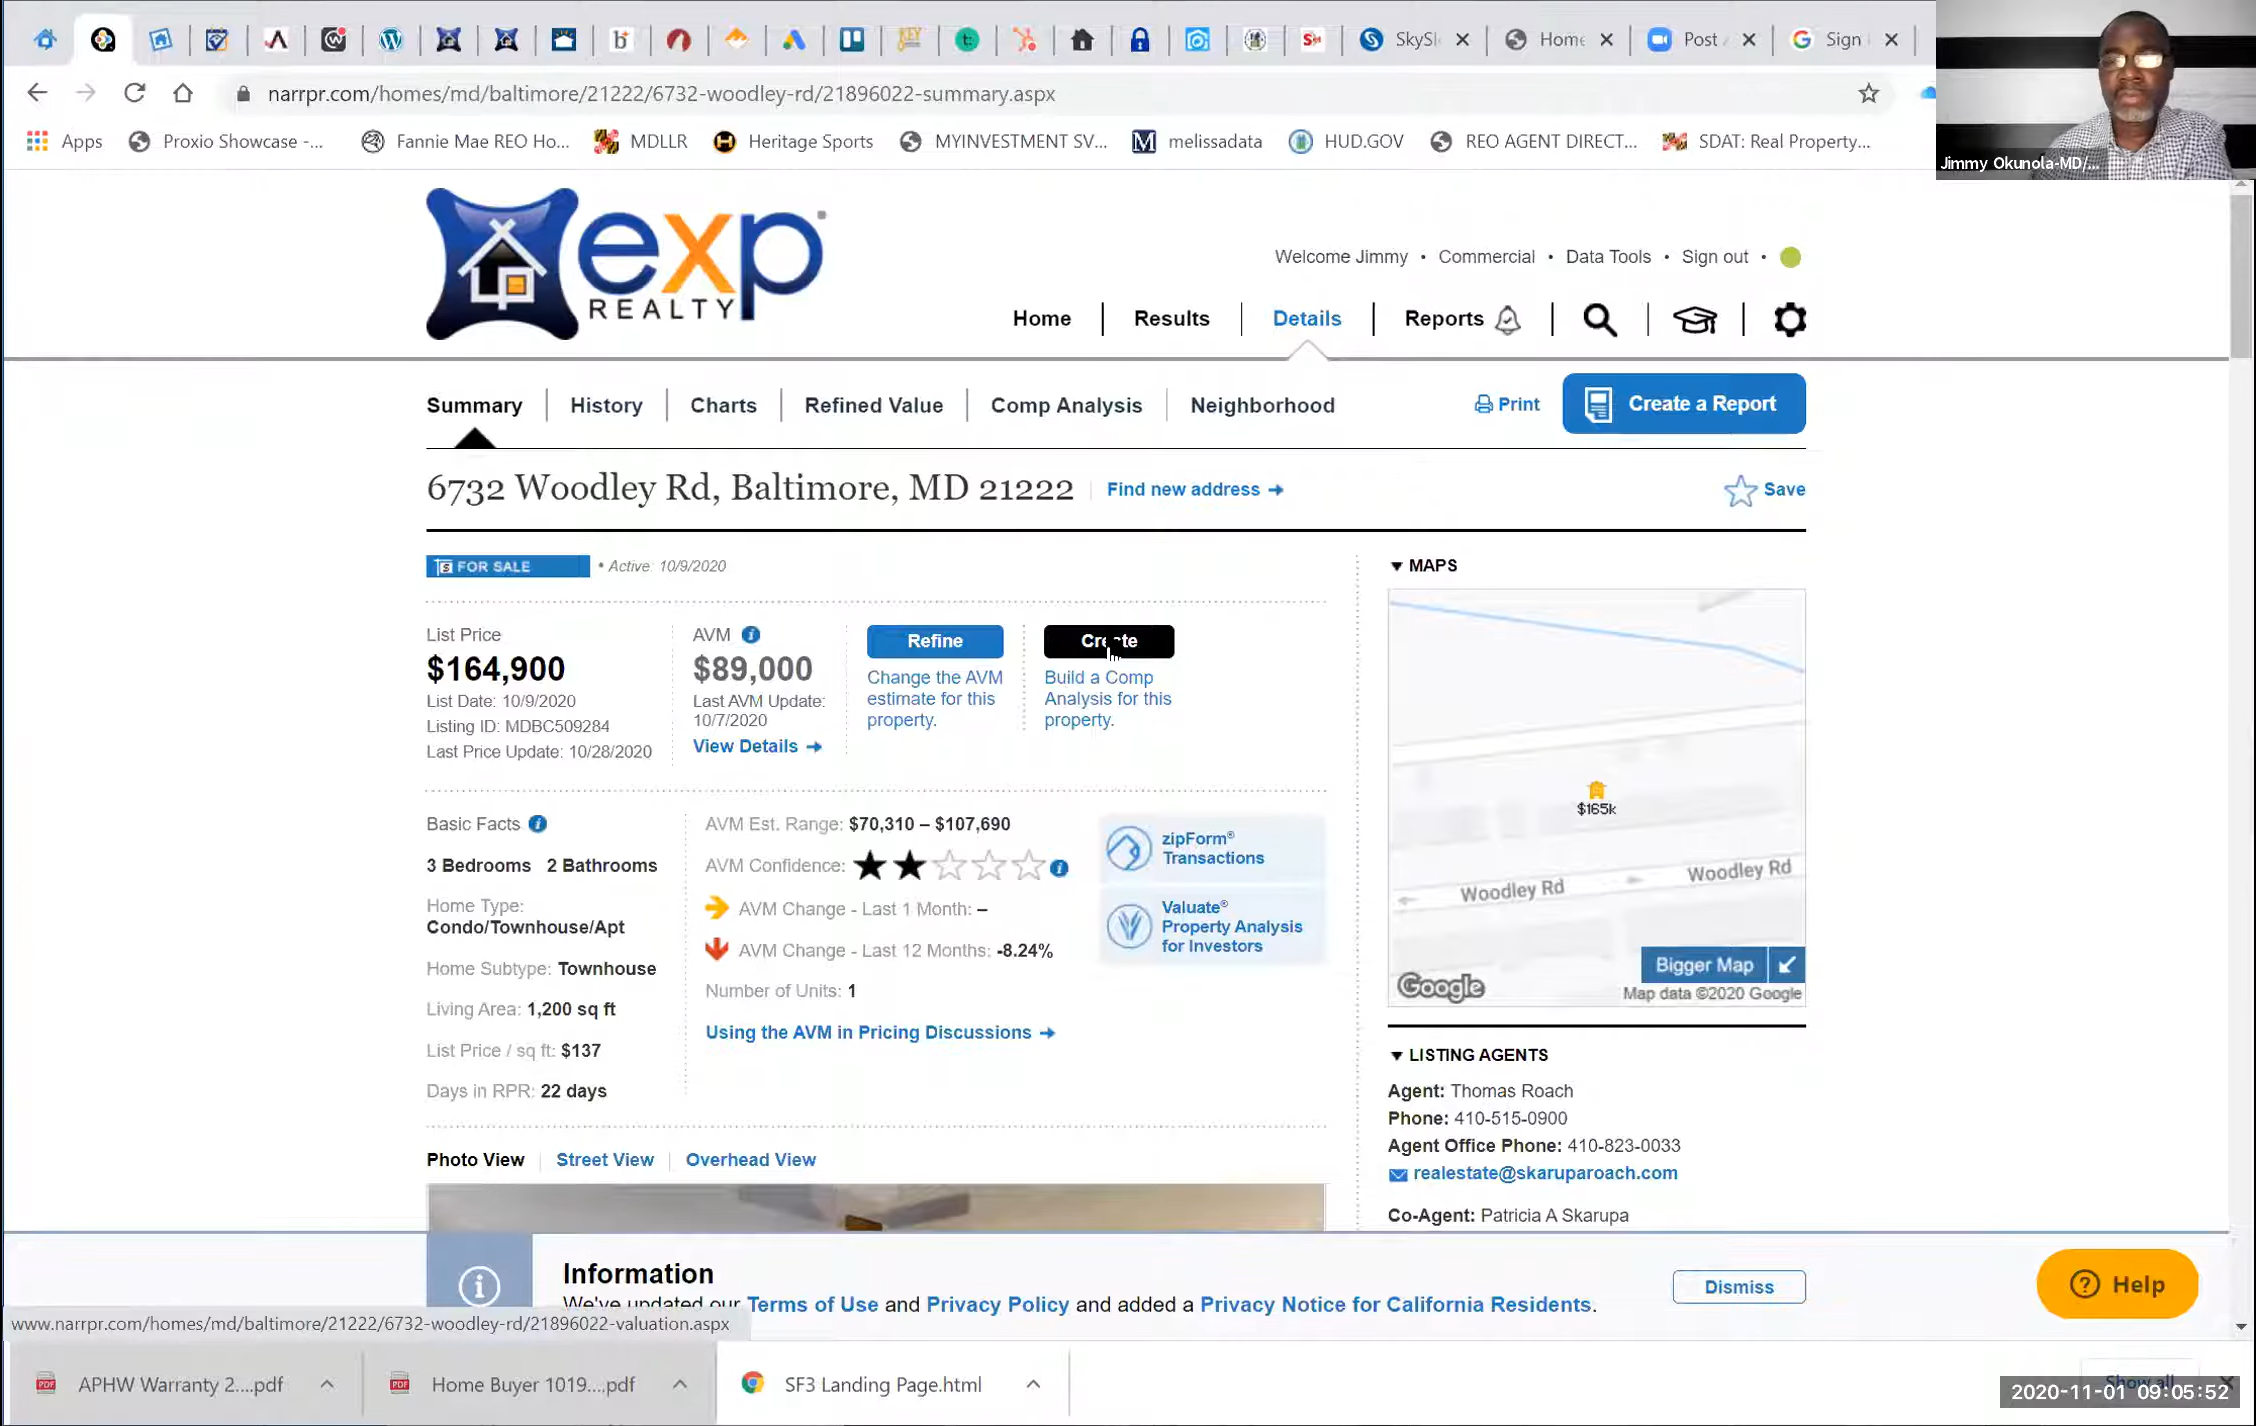 SkyS
Home
Post
Sign
narrpr.com/homes/md/baltimore/21222/6732-woodley-rd/21896022-summary.aspx
Apps
Proxio Showcase -...
Fannie Mae REO Ho...
MDLLR
Heritage Sports
MYINVESTMENT SV...
melissadata
HUD.GOV
REO AGENT DIRECT...
SDAT: Real Property...
Jimmy Okunola-MD/...
exp
REALTY
Welcome Jimmy • Commercial • Data Tools • Sign out •
Home
Results
Details
Reports
Summary
History
Charts
Refined Value
Comp Analysis
Neighborhood
Print
Create a Report
6732 Woodley Rd, Baltimore, MD 21222
Find new address
Save
FOR SALE
• Active: 10/9/2020
List Price
$164,900
List Date: 10/9/2020
Listing ID: MDBC509284
Last Price Update: 10/28/2020
AVM
$89,000
Last AVM Update:
10/7/2020
View Details
Refine
Change the AVM
estimate for this
property.
Create
Build a Comp
Analysis for this
property.
Basic Facts
3 Bedrooms 2 Bathrooms
Home Type:
Condo/Townhouse/Apt
Home Subtype: Townhouse
Living Area: 1,200 sq ft
List Price / sq ft: $137
Days in RPR: 22 days
AVM Est. Range: $70,310 – $107,690
AVM Confidence:
AVM Change - Last 1 Month: –
AVM Change - Last 12 Months: -8.24%
Number of Units: 1
Using the AVM in Pricing Discussions
zipForm®
Transactions
Valuate®
Property Analysis
for Investors
MAPS
$165k
Woodley Rd
Woodley Rd
Bigger Map
Google
Map data ©2020 Google
LISTING AGENTS
Agent: Thomas Roach
Phone: 410-515-0900
Agent Office Phone: 410-823-0033
realestate@skaruparoach.com
Co-Agent: Patricia A Skarupa
Photo View
Street View
Overhead View
Information
We've updated our Terms of Use and Privacy Policy and added a Privacy Notice for California Residents.
Dismiss
Help
www.narrpr.com/homes/md/baltimore/21222/6732-woodley-rd/21896022-valuation.aspx
APHW Warranty 2....pdf
Home Buyer 1019....pdf
SF3 Landing Page.html
Show all
2020-11-01 09:05:52